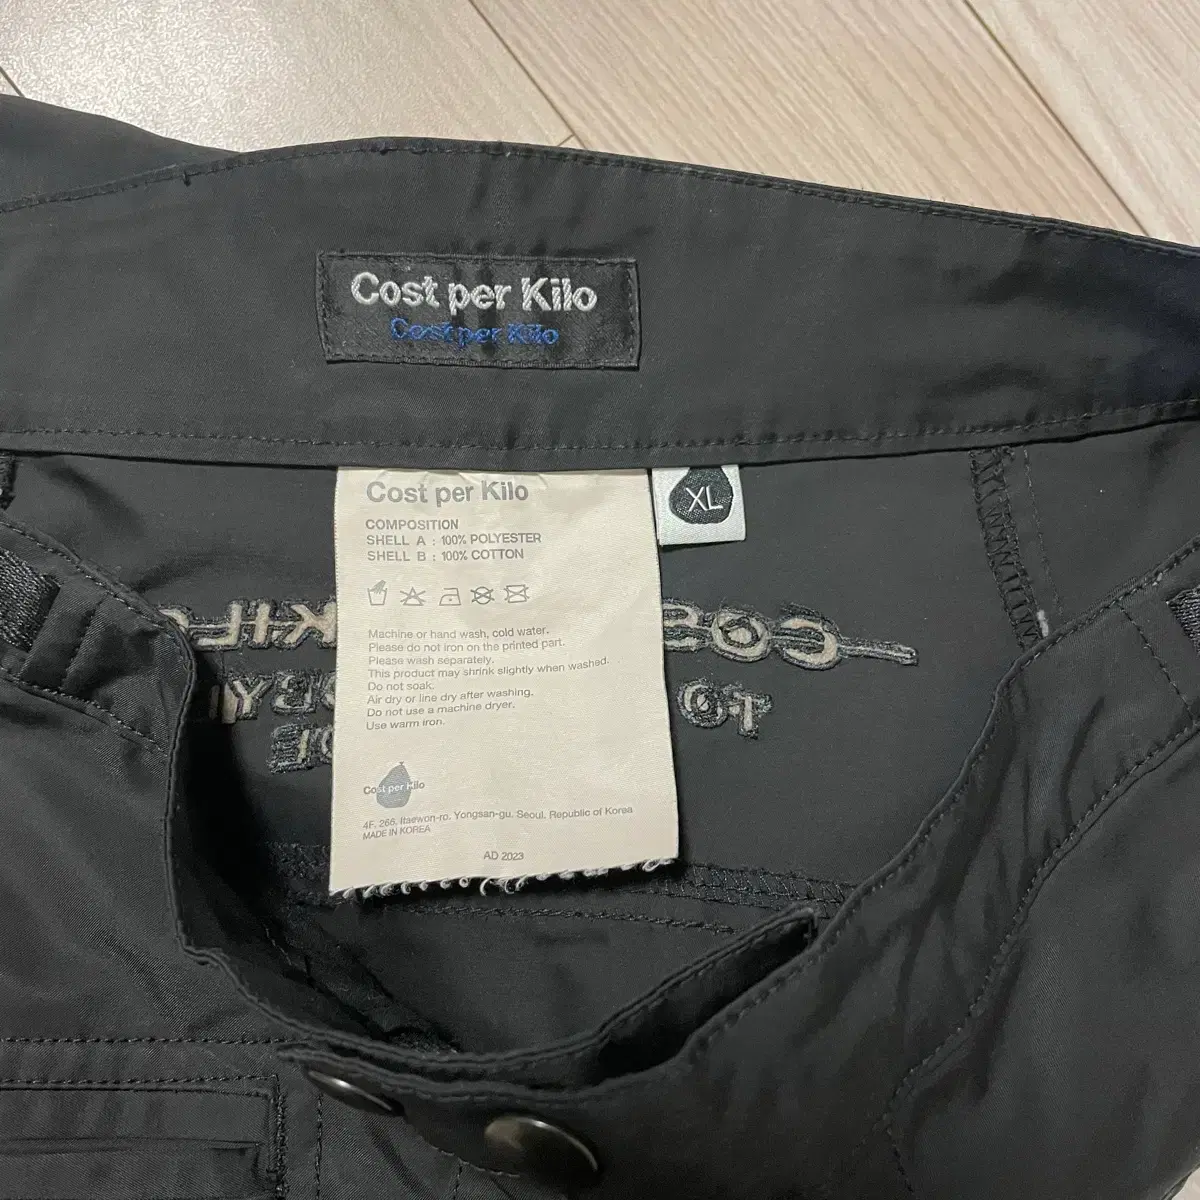 Cost per Kilo
Cost per Kilo
Cost per Kilo
XL
COMPOSITION
SHELL A : 100% POLYESTER
SHELL B : 100% COTTON
Machine or hand wash, cold water.
Please do not iron on the printed part.
Please wash separately.
This product may shrink slightly when washed.
Do not soak.
Air dry or line dry after washing.
Do not use a machine dryer.
Use warm iron.
Cost per Kilo
4F, 266, Itaewon-ro, Yongsan-gu, Seoul, Republic of Korea
MADE IN KOREA
AD 2023